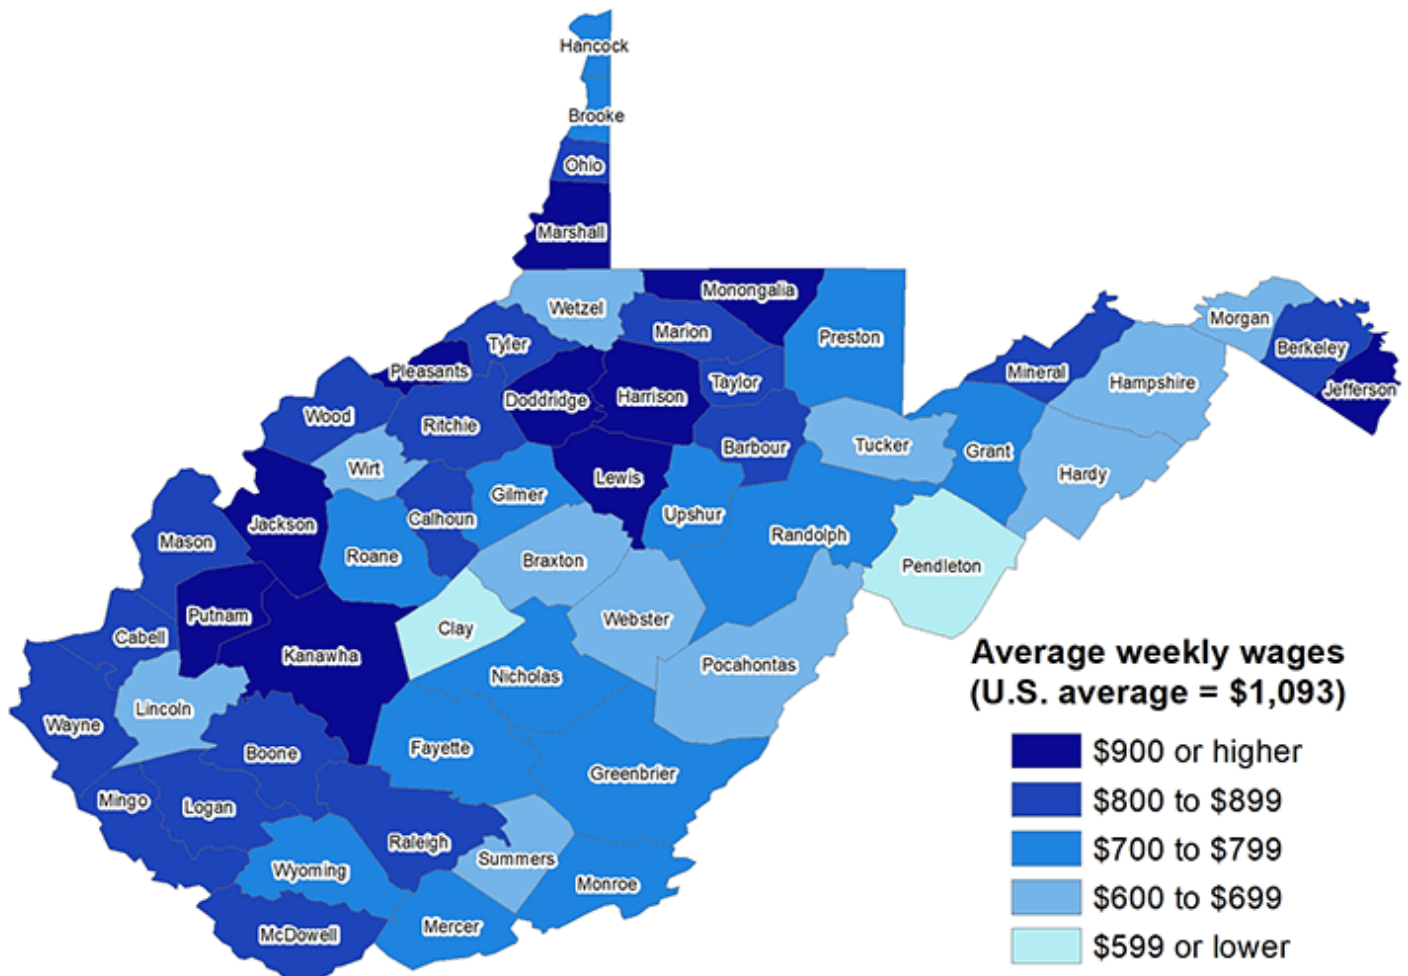 Hancock
Brooke
Ohio
Marshall
Wetzel
Monongalia
Marion
Preston
Tyler
Pleasants
Doddridge
Harrison
Taylor
Wood
Ritchie
Barbour
Tucker
Grant
Mineral
Hampshire
Hardy
Morgan
Berkeley
Jefferson
Wirt
Lewis
Gilmer
Calhoun
Upshur
Randolph
Jackson
Mason
Roane
Braxton
Pendleton
Putnam
Cabell
Clay
Webster
Kanawha
Nicholas
Pocahontas
Lincoln
Wayne
Boone
Fayette
Greenbrier
Mingo
Logan
Raleigh
Summers
Wyoming
Monroe
Mercer
McDowell
Average weekly wages
(U.S. average = $1,093)
$900 or higher
$800 to $899
$700 to $799
$600 to $699
$599 or lower